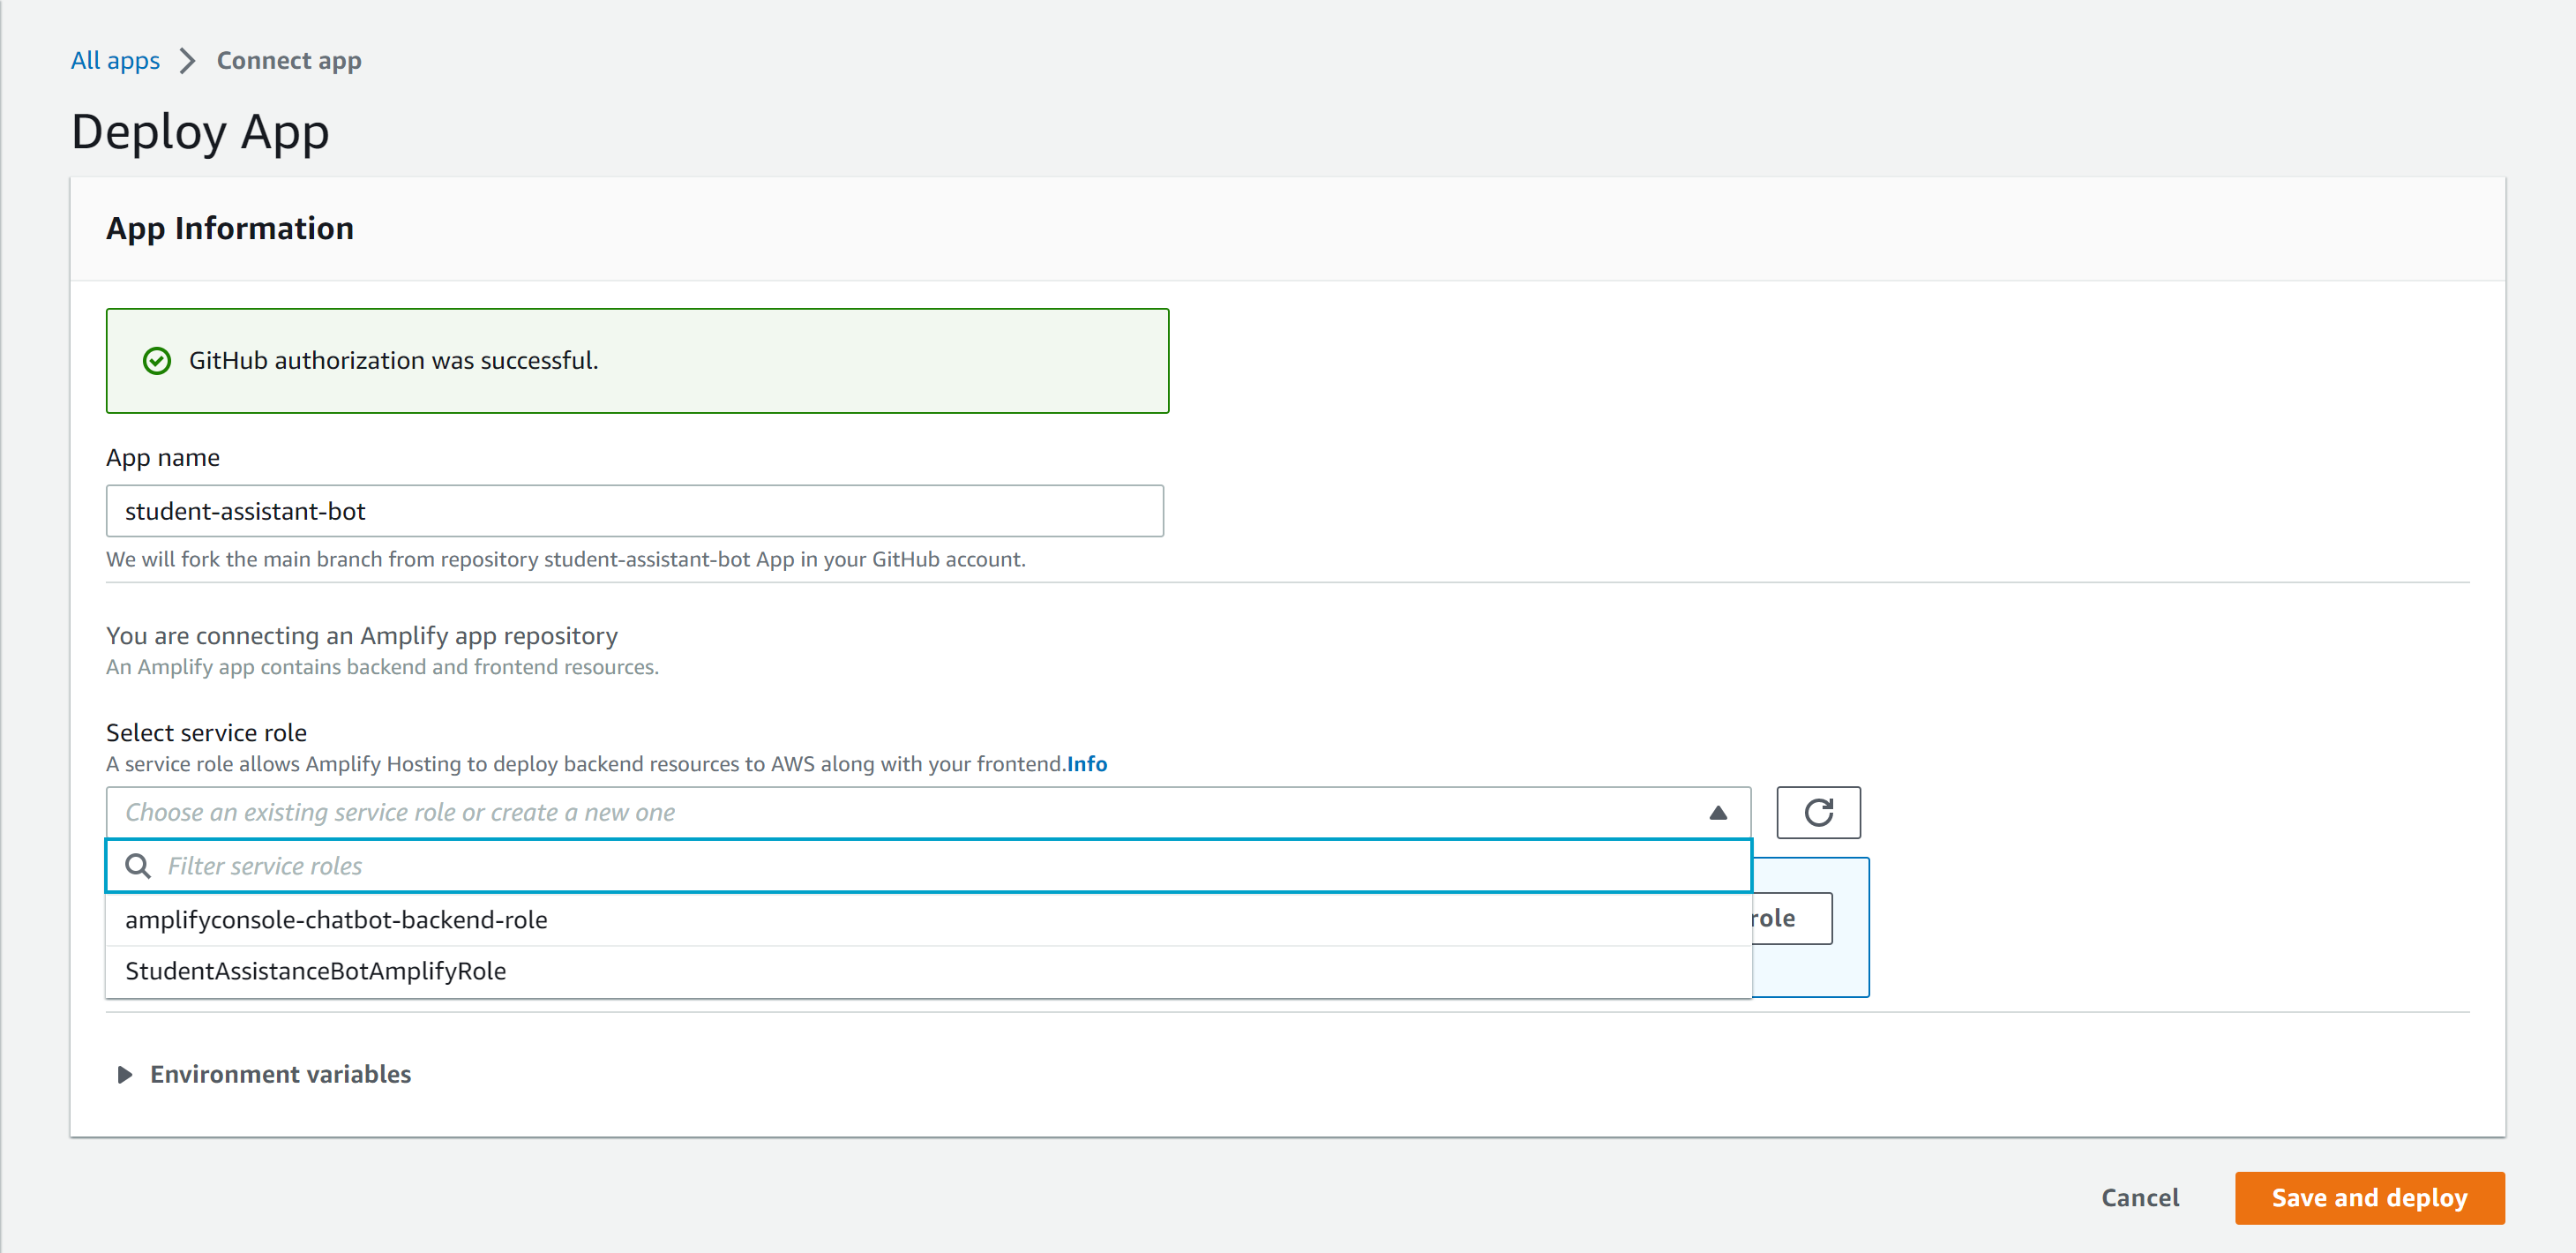 All apps Connect app
Deploy App
App Information
GitHub authorization was successful.
App name
student-assistant-bot
We will fork the main branch from repository student-assistant-bot App in your GitHub account.
You are connecting an Amplify app repository
An Amplify app contains backend and frontend resources.
Select service role
A service role allows Amplify Hosting to deploy backend resources to AWS along with your frontend.Info
Choose an existing service role or create a new one
Filter service roles
amplifyconsole-chatbot-backend-role
role
StudentAssistanceBotAmplifyRole
Environment variables
Cancel Save and deploy